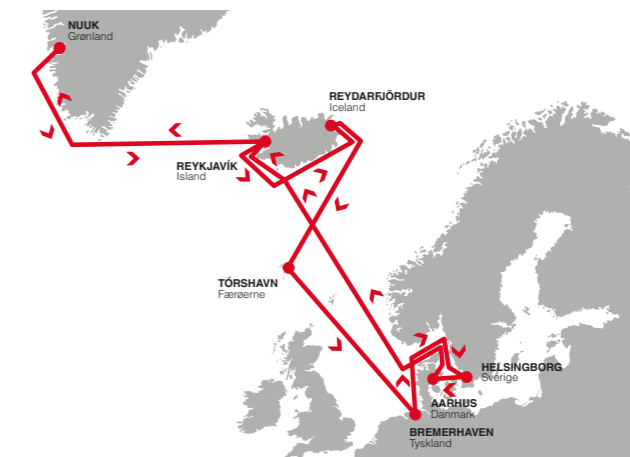 NUUK
Grønland
REYDARFJÖRDUR
Iceland
REYKJAVÍK
Island
TÓRSHAVN
Færøerne
HELSINGBORG
Sverige
AARHUS
Danmark
BREMERHAVEN
Tyskland